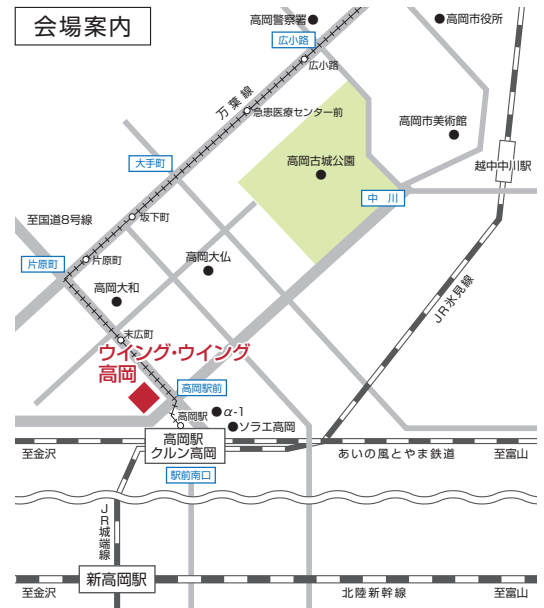 会場案内
高岡警察署
高岡市役所
広小路
広小路
万葉線
急患医療センター前
高岡市美術館
大手町
越中中川駅
高岡古城公園
中川
坂下町
至国道8号線
片原町
片原町
高岡大仏
高岡大和
JR氷見線
末広町
ウイング・ウイング
高岡
高岡駅前
高岡駅
α-1
ソラエ高岡
高岡駅
クルン高岡
至金沢
あいの風とやま鉄道
至富山
駅前南口
JR城端線
新高岡駅
至金沢
北陸新幹線
至富山